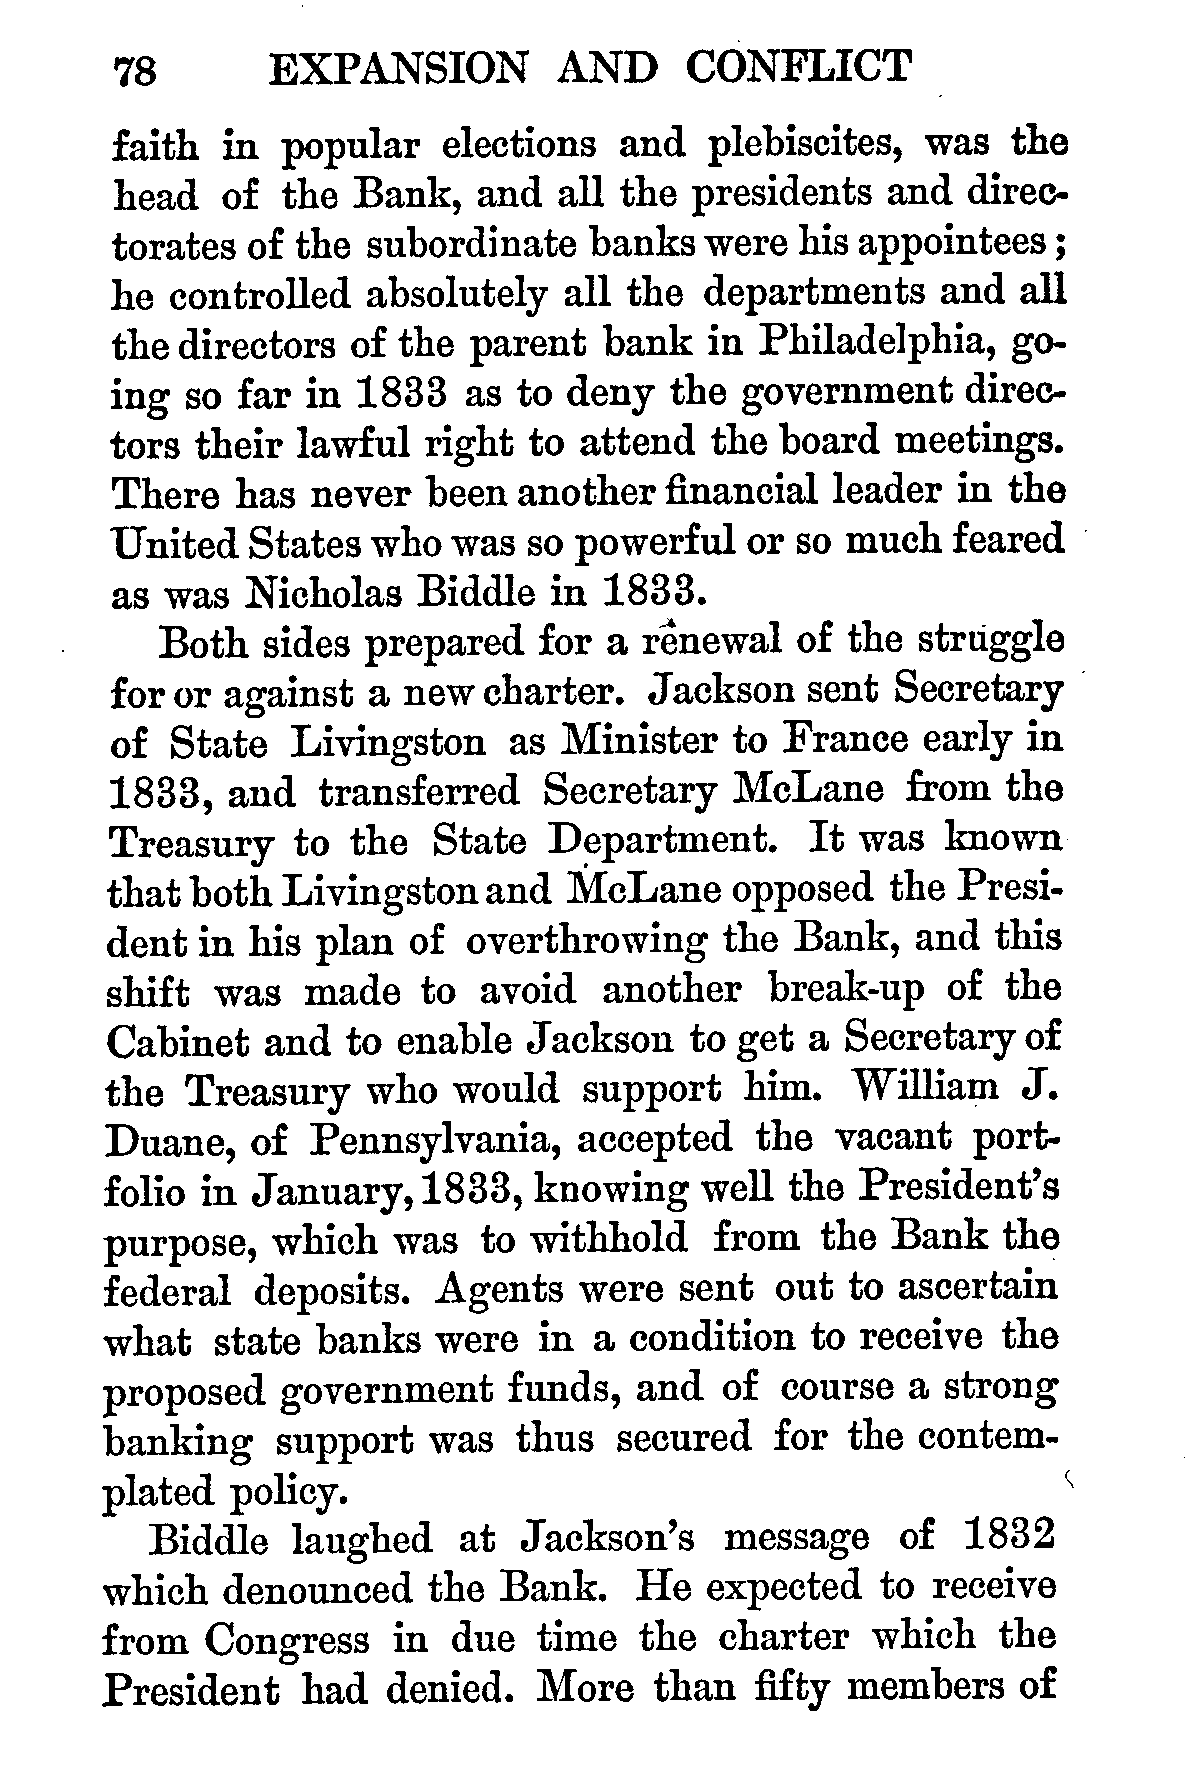 78 EXPANSION AND CONFLICT
faith in popular elections and plebiscites, was the
head of the Bank, and all the presidents and direc-
torates of the subordinate banks were his appointees;
he controlled absolutely all the departments and all
the directors of the parent bank in Philadelphia, go-
ing so far in 1833 as to deny the government direc-
tors their lawful right to attend the board meetings.
There has never been another financial leader in the
United States who was so powerful or so much feared
as was Nicholas Biddle in 1833.
Both sides prepared for a renewal of the struggle
for or against a new charter. Jackson sent Secretary
of State Livingston as Minister to France early in
1833, and transferred Secretary McLane from the
Treasury to the State Department. It was known
that both Livingston and McLane opposed the Presi-
dent in his plan of overthrowing the Bank, and this
shift was made to avoid another break-up of the
Cabinet and to enable Jackson to get a Secretary of
the Treasury who would support him. William J.
Duane, of Pennsylvania, accepted the vacant port-
folio in January, 1833, knowing well the President's
purpose, which was to withhold from the Bank the
federal deposits. Agents were sent out to ascertain
what state banks were in a condition to receive the
proposed government funds, and of course a strong
banking support was thus secured for the contem-
plated policy.
Biddle laughed at Jackson's message of 1832
which denounced the Bank. He expected to receive
from Congress in due time the charter which the
President had denied. More than fifty members of